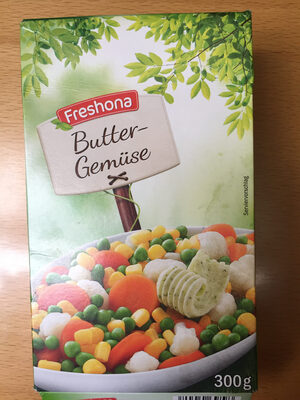 Freshona
Butter-
Gemüse
Serviervorschlag
300g